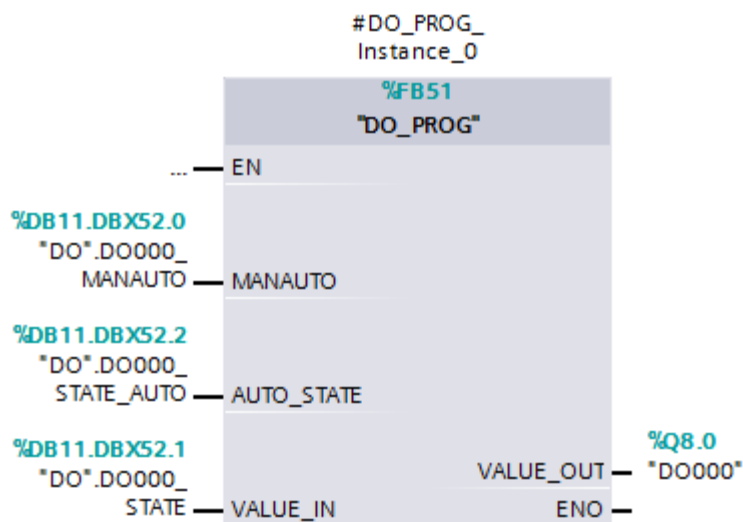 #DO_PROG_
Instance_0
%FB51
"DO_PROG"
... EN
%DB11.DBX52.0
"DO".DO000_
MANAUTO MANAUTO
%DB11.DBX52.2
"DO".DO000_
STATE_AUTO AUTO_STATE
%DB11.DBX52.1
"DO".DO000_
STATE VALUE_IN
%Q8.0
VALUE_OUT "DO000"
ENO